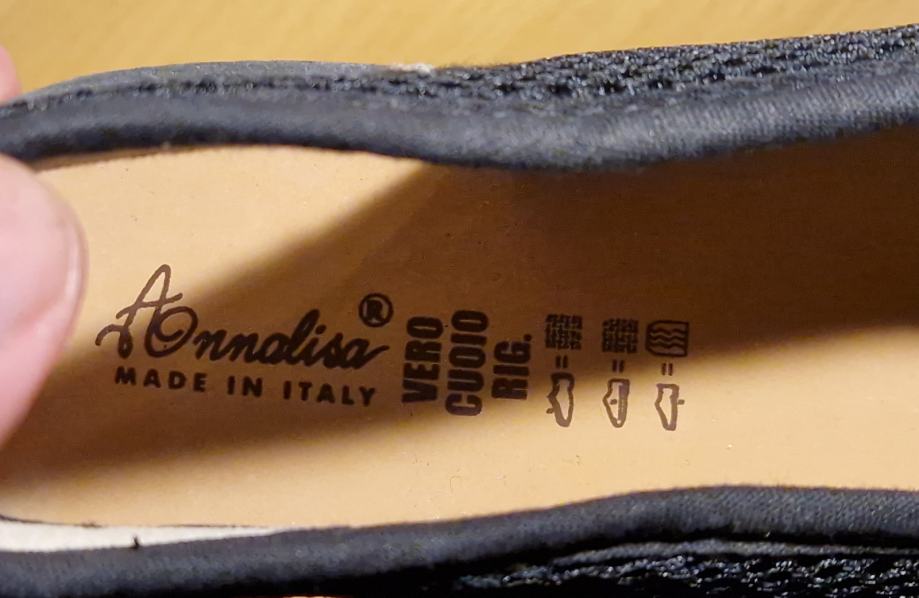 Annalisa®
MADE IN ITALY
VERO
CUOIO
RIG.